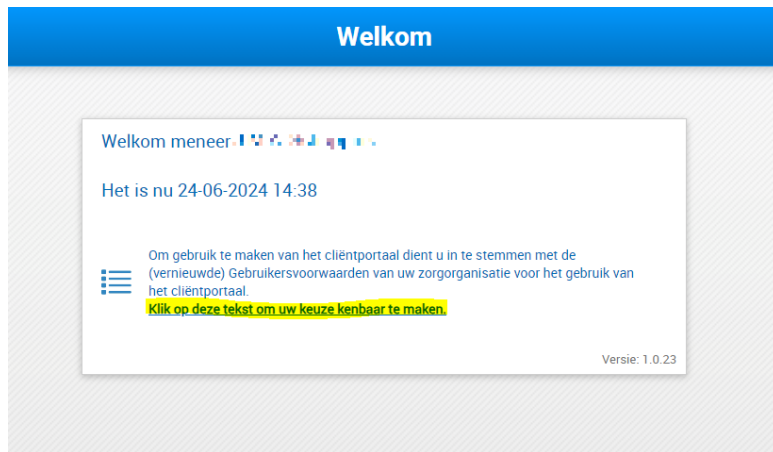 Welkom
Welkom meneer
Het is nu 24-06-2024 14:38
Om gebruik te maken van het cliëntportaal dient u in te stemmen met de
(vernieuwde) Gebruikersvoorwaarden van uw zorgorganisatie voor het gebruik van
het cliëntportaal.
Klik op deze tekst om uw keuze kenbaar te maken.
Versie: 1.0.23